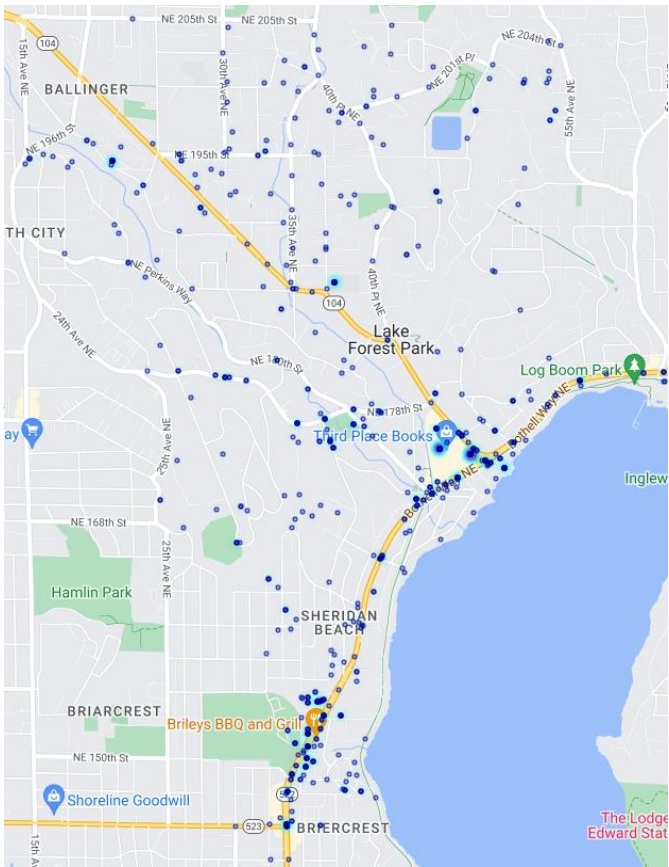 NE 205th St
NE 205th St
NE 204th St
104
15th Ave NE
30th Ave NE
NE 201st Pl
BALLINGER
40th Pl NE
55th Ave NE
NE 196th St
NE 195th St
TH CITY
35th Ave NE
NE Perkins Way
40th Pl NE
104
24th Ave NE
Lake
Forest Park
NE 180th St
Log Boom Park
NE 178th St
Bothell Way NE
ay
Third Place Books
25th Ave NE
Inglew
NE 168th St
25th Ave NE
Hamlin Park
SHERIDAN
BEACH
BRIARCREST
Brileys BBQ and Grill
NE 150th St
Shoreline Goodwill
15th A
523
BRIERCREST
The Lodge
Edward Stat